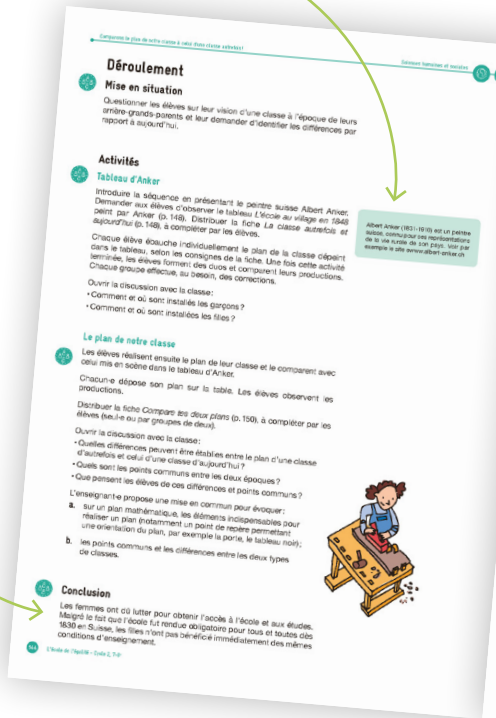 Comparons le plan de notre classe à celui d'une classe autrefois!
Sciences humaines et sociales
Déroulement
Mise en situation
Questionner les élèves sur leur vision d'une classe à l'époque de leurs
arrière-grands-parents et leur demander d'identifier les différences par
rapport à aujourd'hui.
Activités
Tableau d'Anker
Introduire la séquence en présentant le peintre suisse Albert Anker.
Demander aux élèves d'observer le tableau L'école au village en 1848
peint par Anker (p. 148). Distribuer la fiche La classe autrefois et
aujourd'hui (p. 148), à compléter par les élèves.
Albert Anker (1831-1910) est un peintre
suisse, connu pour ces représentations
de la vie rurale de son pays. Voir par
exemple le site www.albert-anker.ch
Chaque élève ébauche individuellement le plan de la classe dépeint
dans le tableau, selon les consignes de la fiche. Une fois cette activité
terminée, les élèves forment des duos et comparent leurs productions.
Chaque groupe effectue, au besoin, des corrections.
Ouvrir la discussion avec la classe:
• Comment et où sont installés les garçons?
• Comment et où sont installées les filles?
Le plan de notre classe
Les élèves réalisent ensuite le plan de leur classe et le comparent avec
celui mis en scène dans le tableau d'Anker.
Chacun·e dépose son plan sur la table. Les élèves observent les
productions.
Distribuer la fiche Compare les deux plans (p. 150), à compléter par les
élèves (seul·e ou par groupes de deux).
Ouvrir la discussion avec la classe:
• Quelles différences peuvent être établies entre le plan d'une classe
d'autrefois et celui d'une classe d'aujourd'hui?
• Quels sont les points communs entre les deux époques?
• Que pensent les élèves de ces différences et points communs?
L'enseignant·e propose une mise en commun pour évoquer:
a. sur un plan mathématique, les éléments indispensables pour
réaliser un plan (notamment un point de repère permettant
une orientation du plan, par exemple la porte, le tableau noir);
b. les points communs et les différences entre les deux types
de classes.
Conclusion
Les femmes ont dû lutter pour obtenir l'accès à l'école et aux études.
Malgré le fait que l'école fut rendue obligatoire pour tous et toutes dès
1830 en Suisse, les filles n'ont pas bénéficié immédiatement des mêmes
conditions d'enseignement.
L'école de l'égalité - Cycle 2, 7-8e